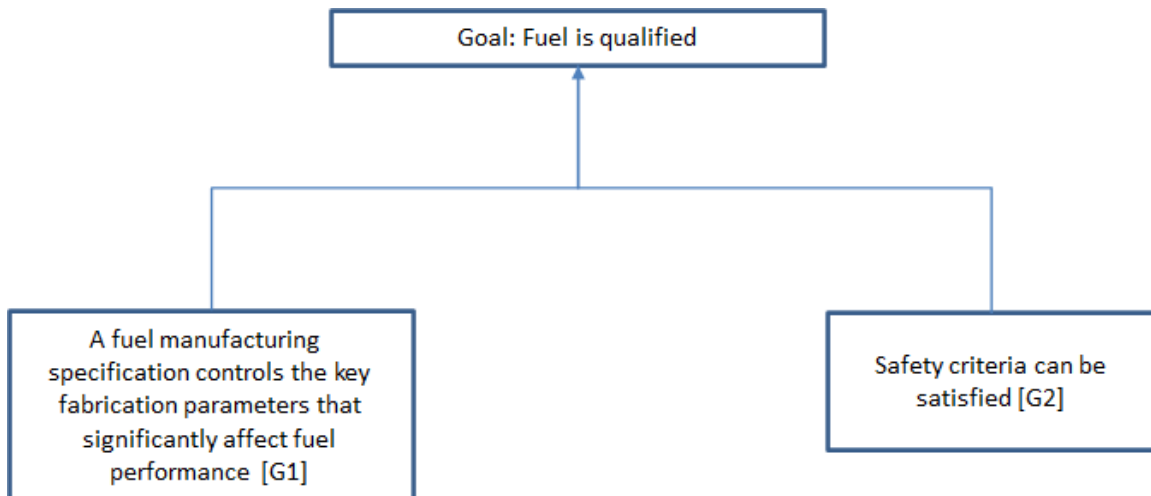 Goal: Fuel is qualified
A fuel manufacturing
specification controls the key
fabrication parameters that
significantly affect fuel
performance [G1]
Safety criteria can be
satisfied [G2]